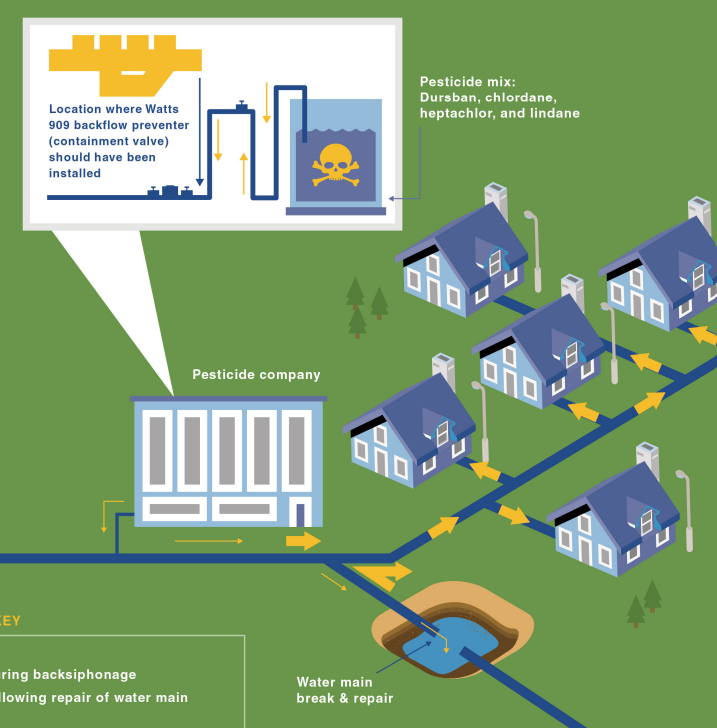 Location where Watts
909 backflow preventer
(containment valve)
should have been
installed
Pesticide mix:
Dursban, chlordane,
heptachlor, and lindane
Pesticide company
Water main
break & repair
KEY
ring backsiphonage
llowing repair of water main